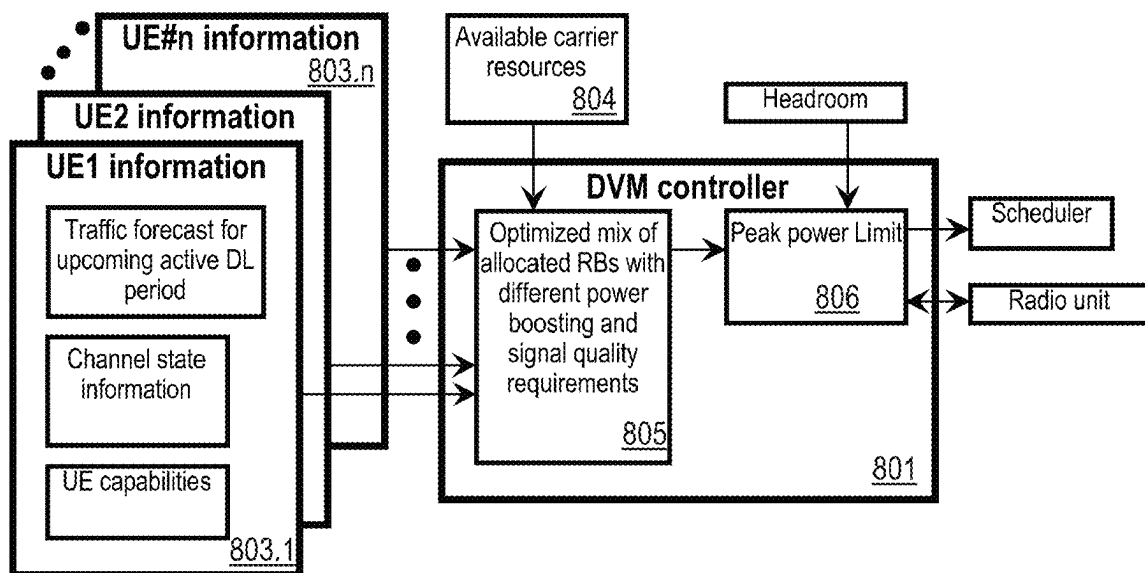 UE#n information
803.n
UE2 information
UE1 information
Traffic forecast for
upcoming active DL
period
Channel state
information
UE capabilities
803.1
Available carrier
resources
804
Headroom
DVM controller
Optimized mix of
allocated RBs with
different power
boosting and
signal quality
requirements
805
Peak power Limit
806
801
Scheduler
Radio unit